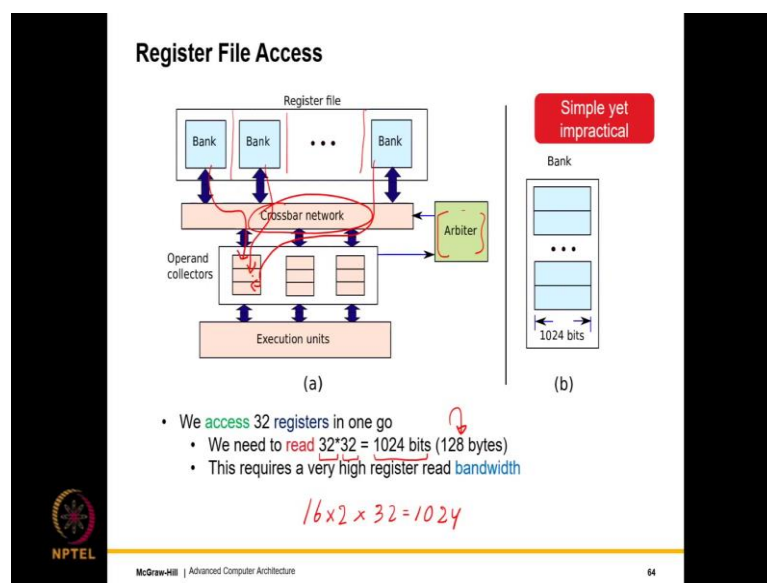 Register File Access
Register file
Bank
Bank
• • •
Bank
Crossbar network
Arbiter
Operand
collectors
Execution units
(a)
Simple yet
impractical
Bank
• • •
1024 bits
(b)
• We access 32 registers in one go
• We need to read 32*32 = 1024 bits (128 bytes)
• This requires a very high register read bandwidth
16x2x32=1024
NPTEL
McGraw-Hill | Advanced Computer Architecture
64